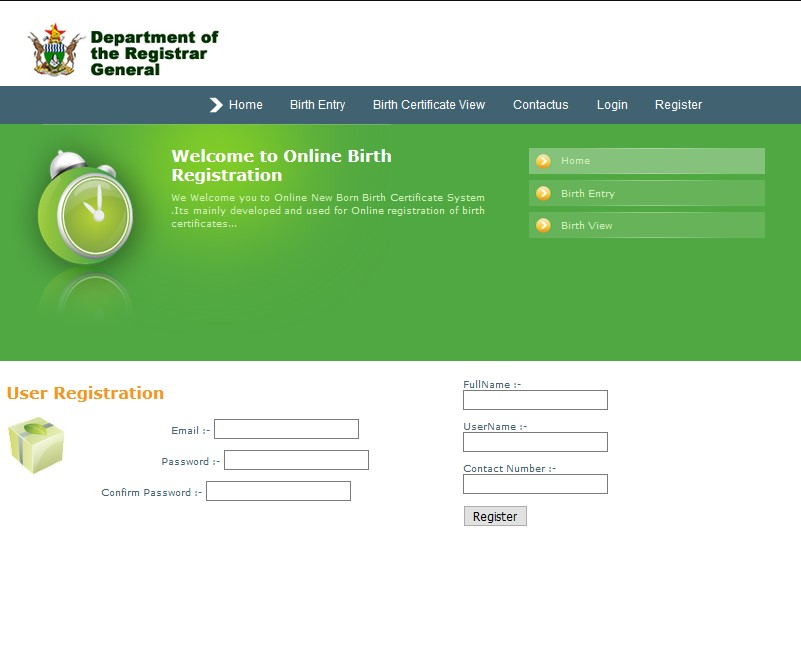 Department of
the Registrar
General
Home
Birth Entry
Birth Certificate View
Contactus
Login
Register
Welcome to Online Birth
Registration
We Welcome you to Online New Born Birth Certificate System
.Its mainly developed and used for Online registration of birth
certificates...
Home
Birth Entry
Birth View
User Registration
Email :-
Password :-
Confirm Password :-
FullName :-
UserName :-
Contact Number :-
Register